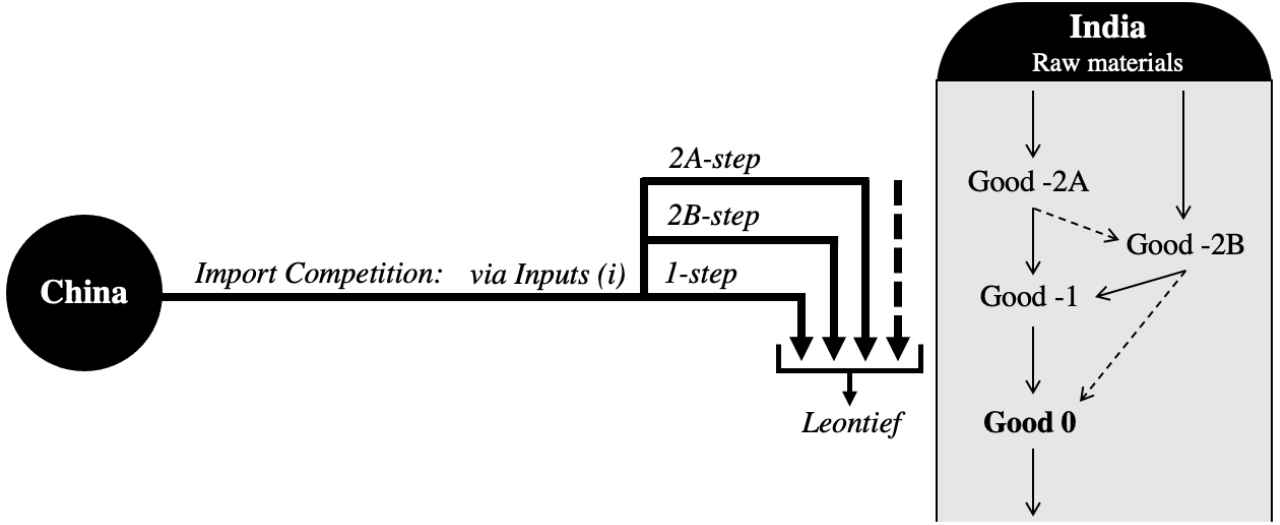 India
Raw materials
2A-step
Good -2A
2B-step
Good -2B
China
Import Competition: via Inputs (i)
1-step
Good -1
Leontief
Good 0